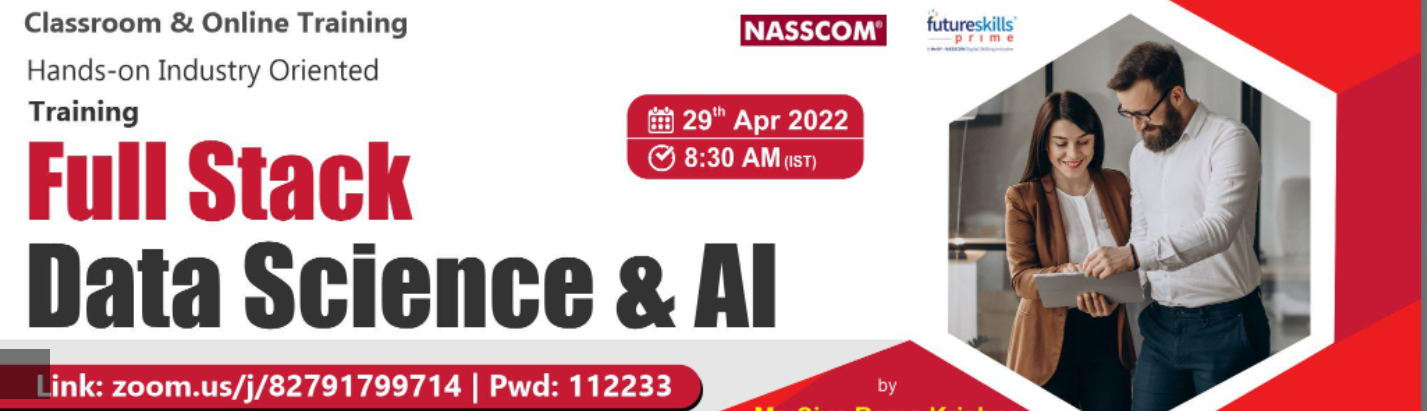 Classroom & Online Training
Hands-on Industry Oriented
Training
Full Stack
Data Science & AI
NASSCOM®
futureskills
prime
29th Apr 2022
8:30 AM (IST)
Link: zoom.us/j/82791799714 | Pwd: 112233
by